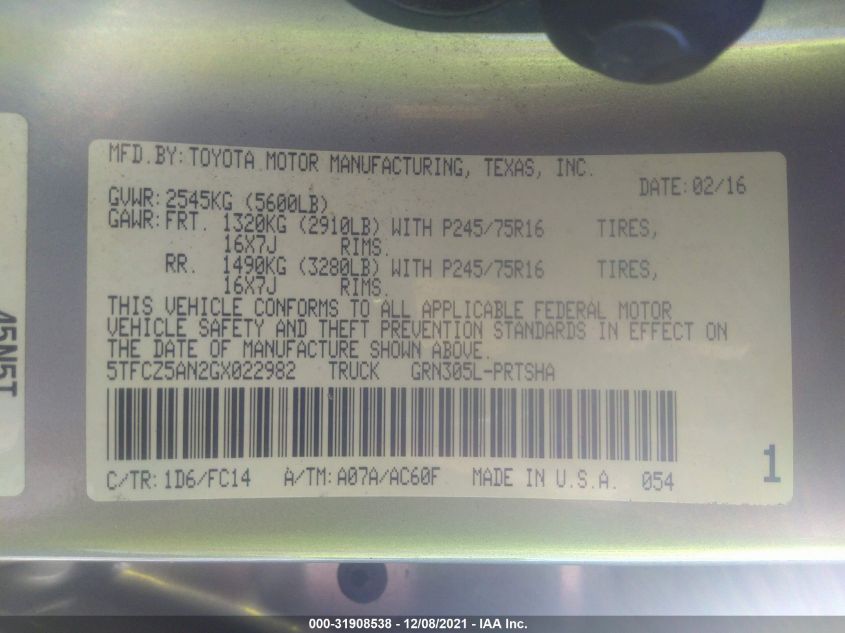 MFD.BY:TOYOTA MOTOR MANUFACTURING, TEXAS, INC.
DATE:02/16
GVWR:2545KG (5600LB)
GAWR:FRT. 1320KG (2910LB) WITH P245/75R16 TIRES,
16X7J RIMS.
RR. 1490KG (3280LB) WITH P245/75R16 TIRES,
16X7J RIMS.
THIS VEHICLE CONFORMS TO ALL APPLICABLE FEDERAL MOTOR
VEHICLE SAFETY AND THEFT PREVENTION STANDARDS IN EFFECT ON
THE DATE OF MANUFACTURE SHOWN ABOVE.
5TFCZ5AN2GX022982 TRUCK GRN305L-PRTSHA
C/TR:1D6/FC14 A/TM:A07A/AC60F MADE IN U.S.A. 054
1
45N5T
000-31908538 - 12/08/2021 - IAA Inc.